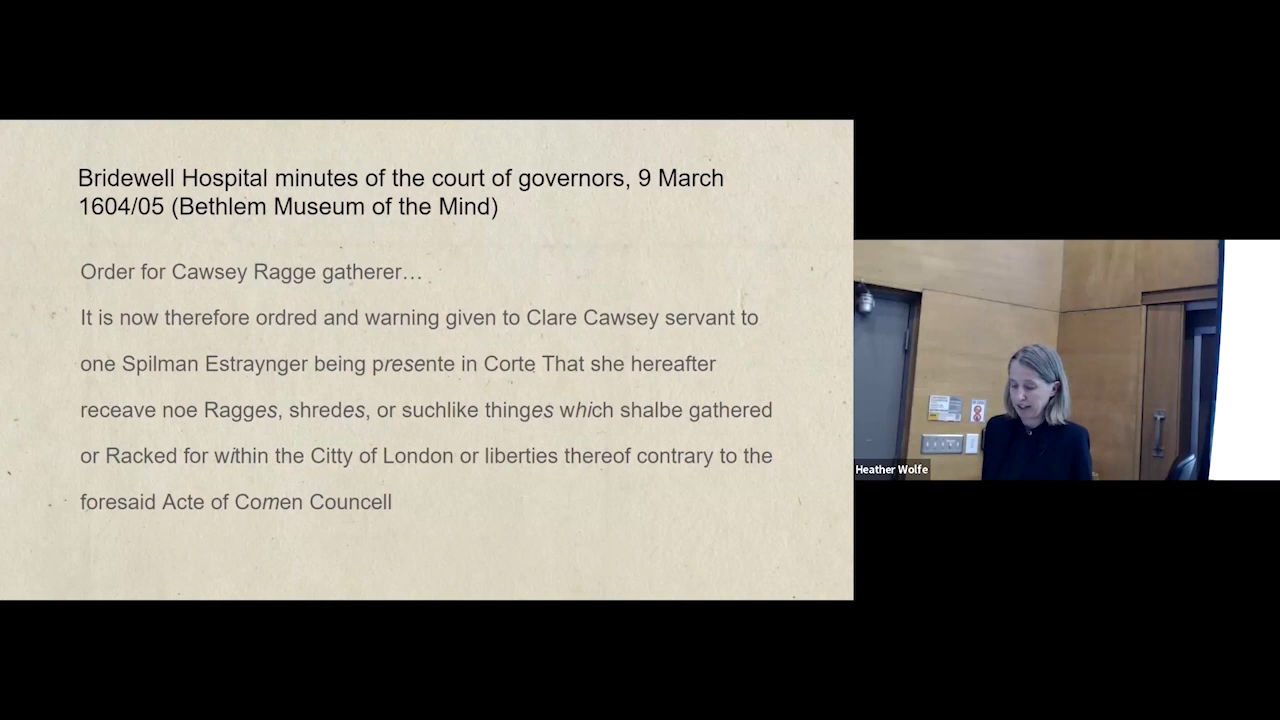 Bridewell Hospital minutes of the court of governors, 9 March
1604/05 (Bethlem Museum of the Mind)
Order for Cawsey Ragge gatherer…
It is now therefore ordred and warning given to Clare Cawsey servant to
one Spilman Estraynger being presente in Corte That she hereafter
receave noe Ragges, shredes, or suchlike thinges which shalbe gathered
or Racked for within the Citty of London or liberties thereof contrary to the
foresaid Acte of Comen Councell
Heather Wolfe